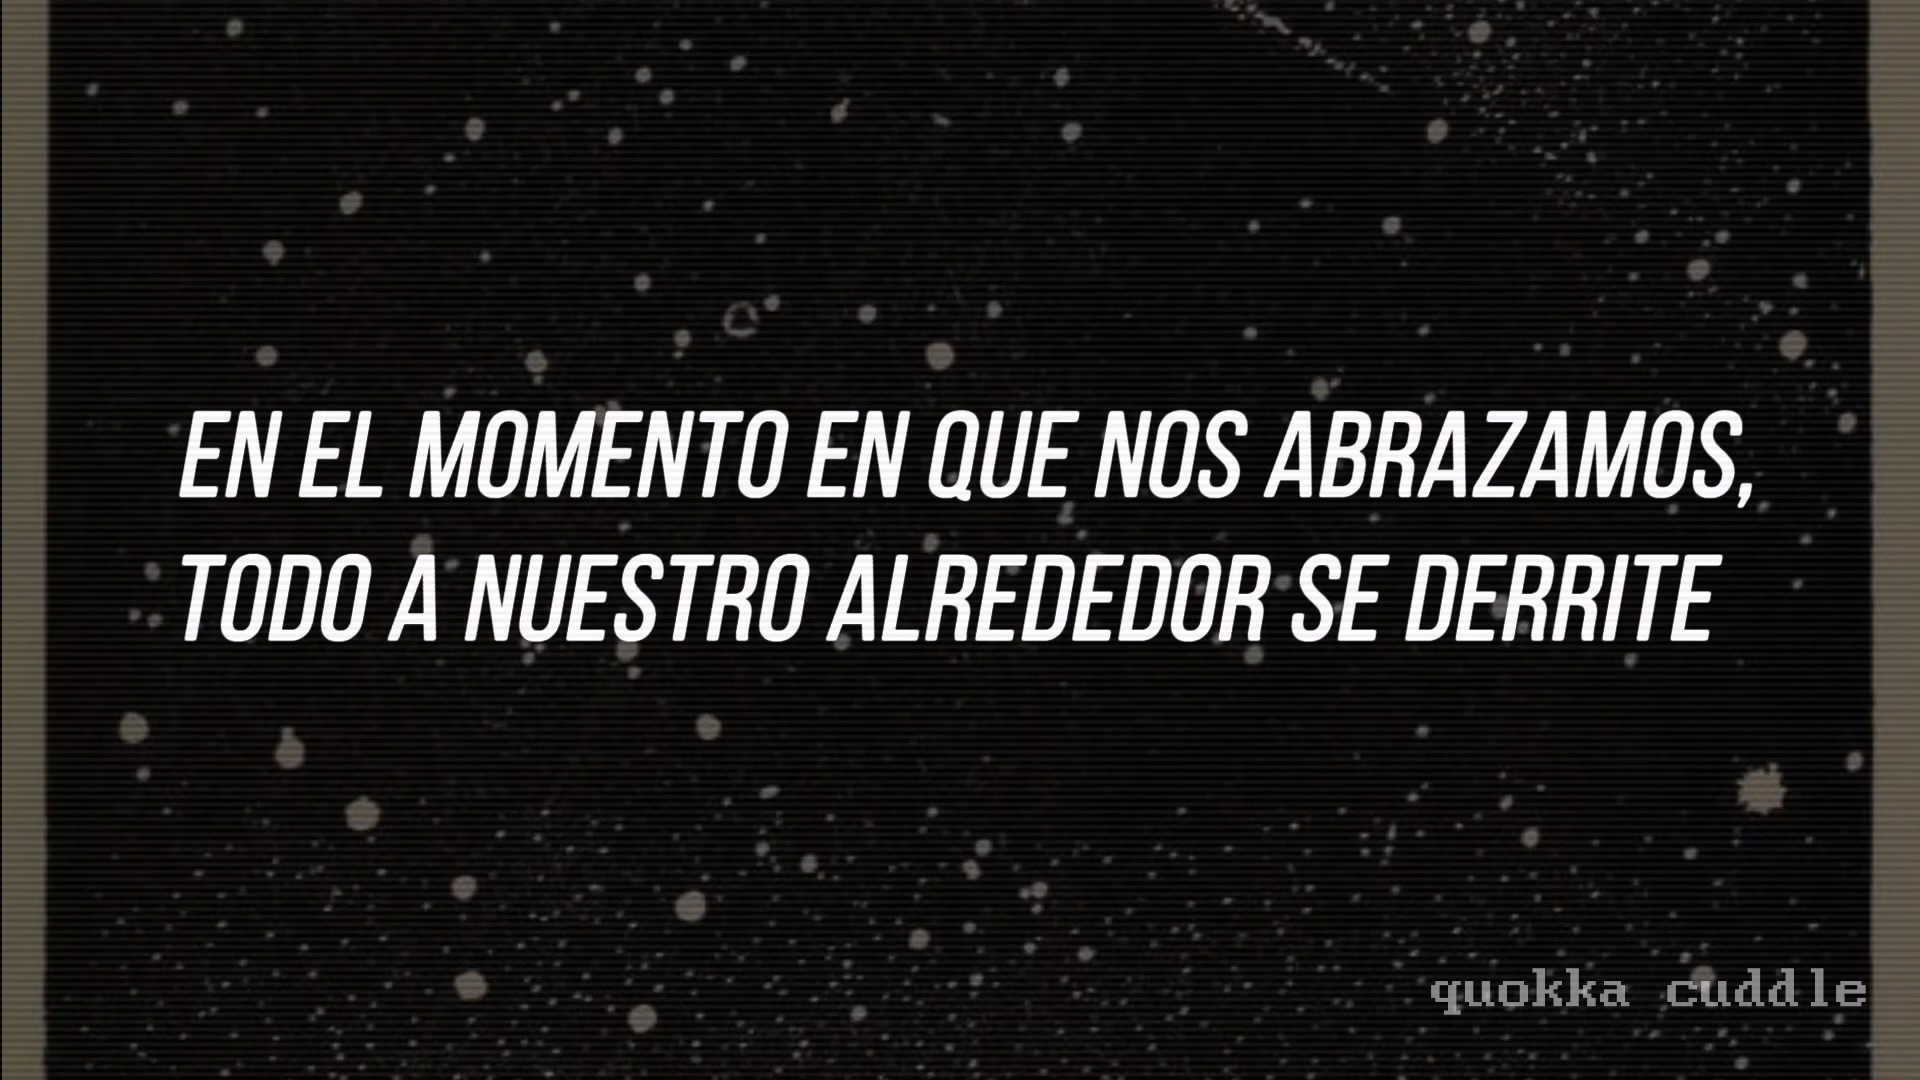 EN EL MOMENTO EN QUE NOS ABRAZAMOS,
TODO A NUESTRO ALREDEDOR SE DERRITE
quokka cuddle